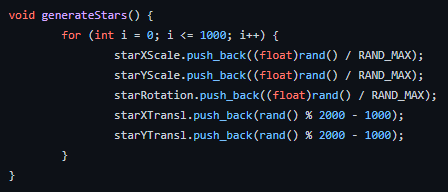 void generateStars() {
for (int i = 0; i <= 1000; i++) {
starXScale.push_back((float)rand() / RAND_MAX);
starYScale.push_back((float)rand() / RAND_MAX);
starRotation.push_back((float)rand() / RAND_MAX);
starXTransl.push_back(rand() % 2000 - 1000);
starYTransl.push_back(rand() % 2000 - 1000);
}
}